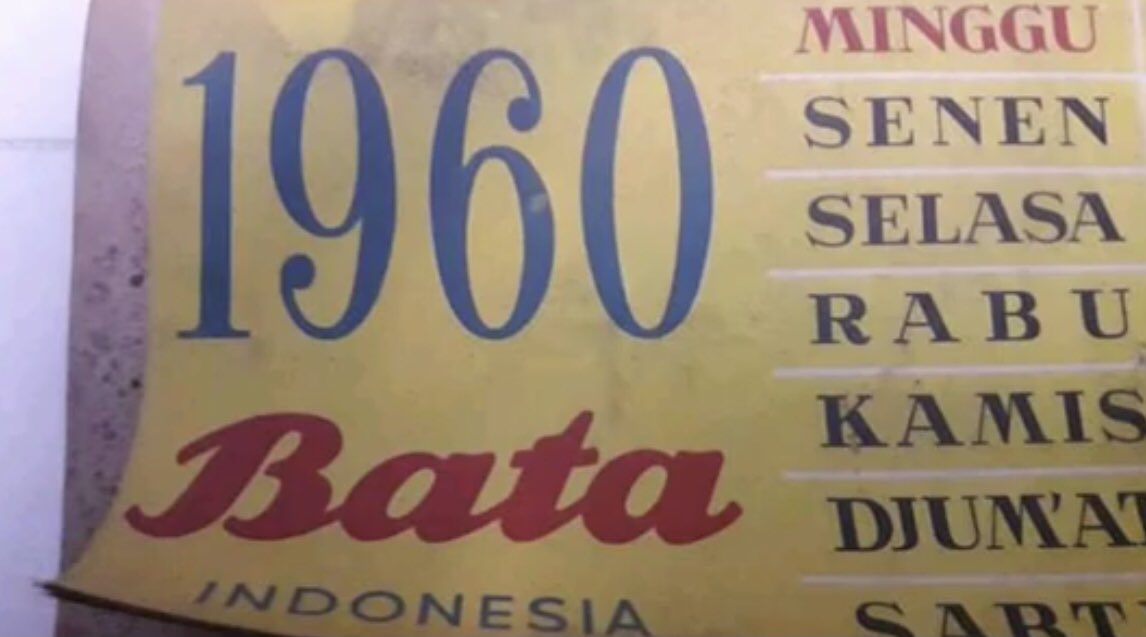 1960
Bata
INDONESIA
MINGGU
SENEN
SELASA
RABU
KAMIS
DJUM'AT